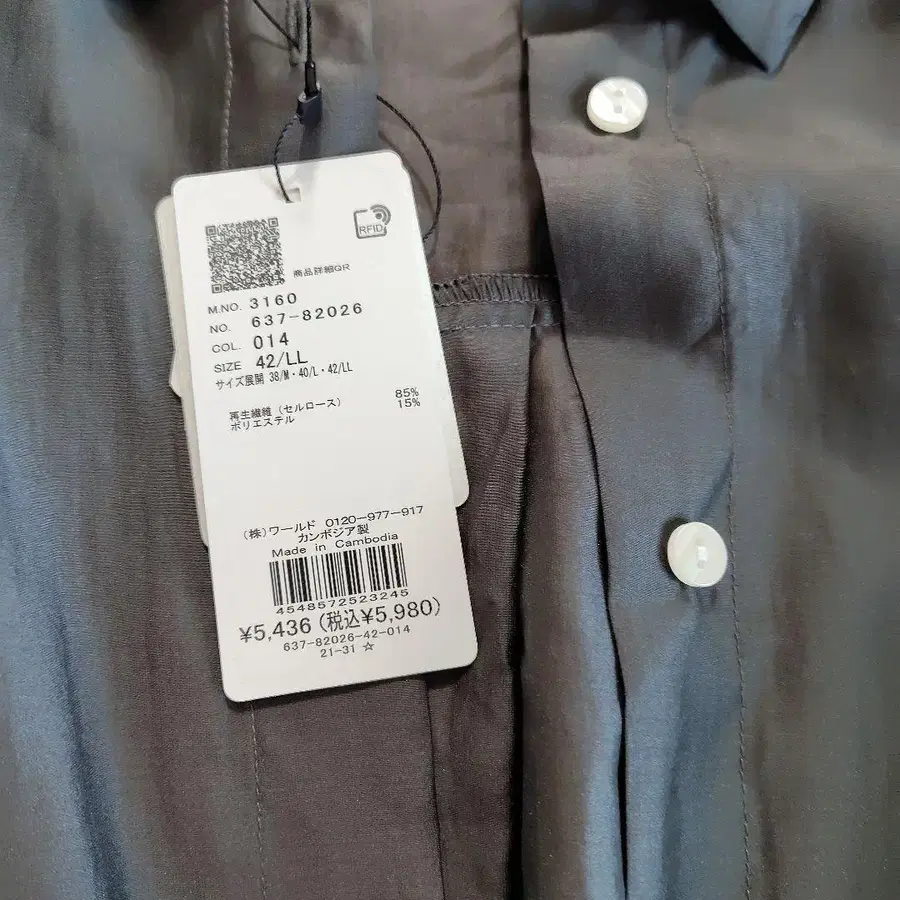 RFID
商品詳細QR
M.NO. 3160
NO. 637-82026
COL. 014
SIZE 42/LL
サイズ展開 38/M・40/L・42/LL
再生繊維（セルロース） 85%
ポリエステル 15%
(株)ワールド 0120-977-917
カンボジア製
Made in Cambodia
4548572523245
¥5,436 (税込¥5,980)
637-82026-42-014
21-31 ☆